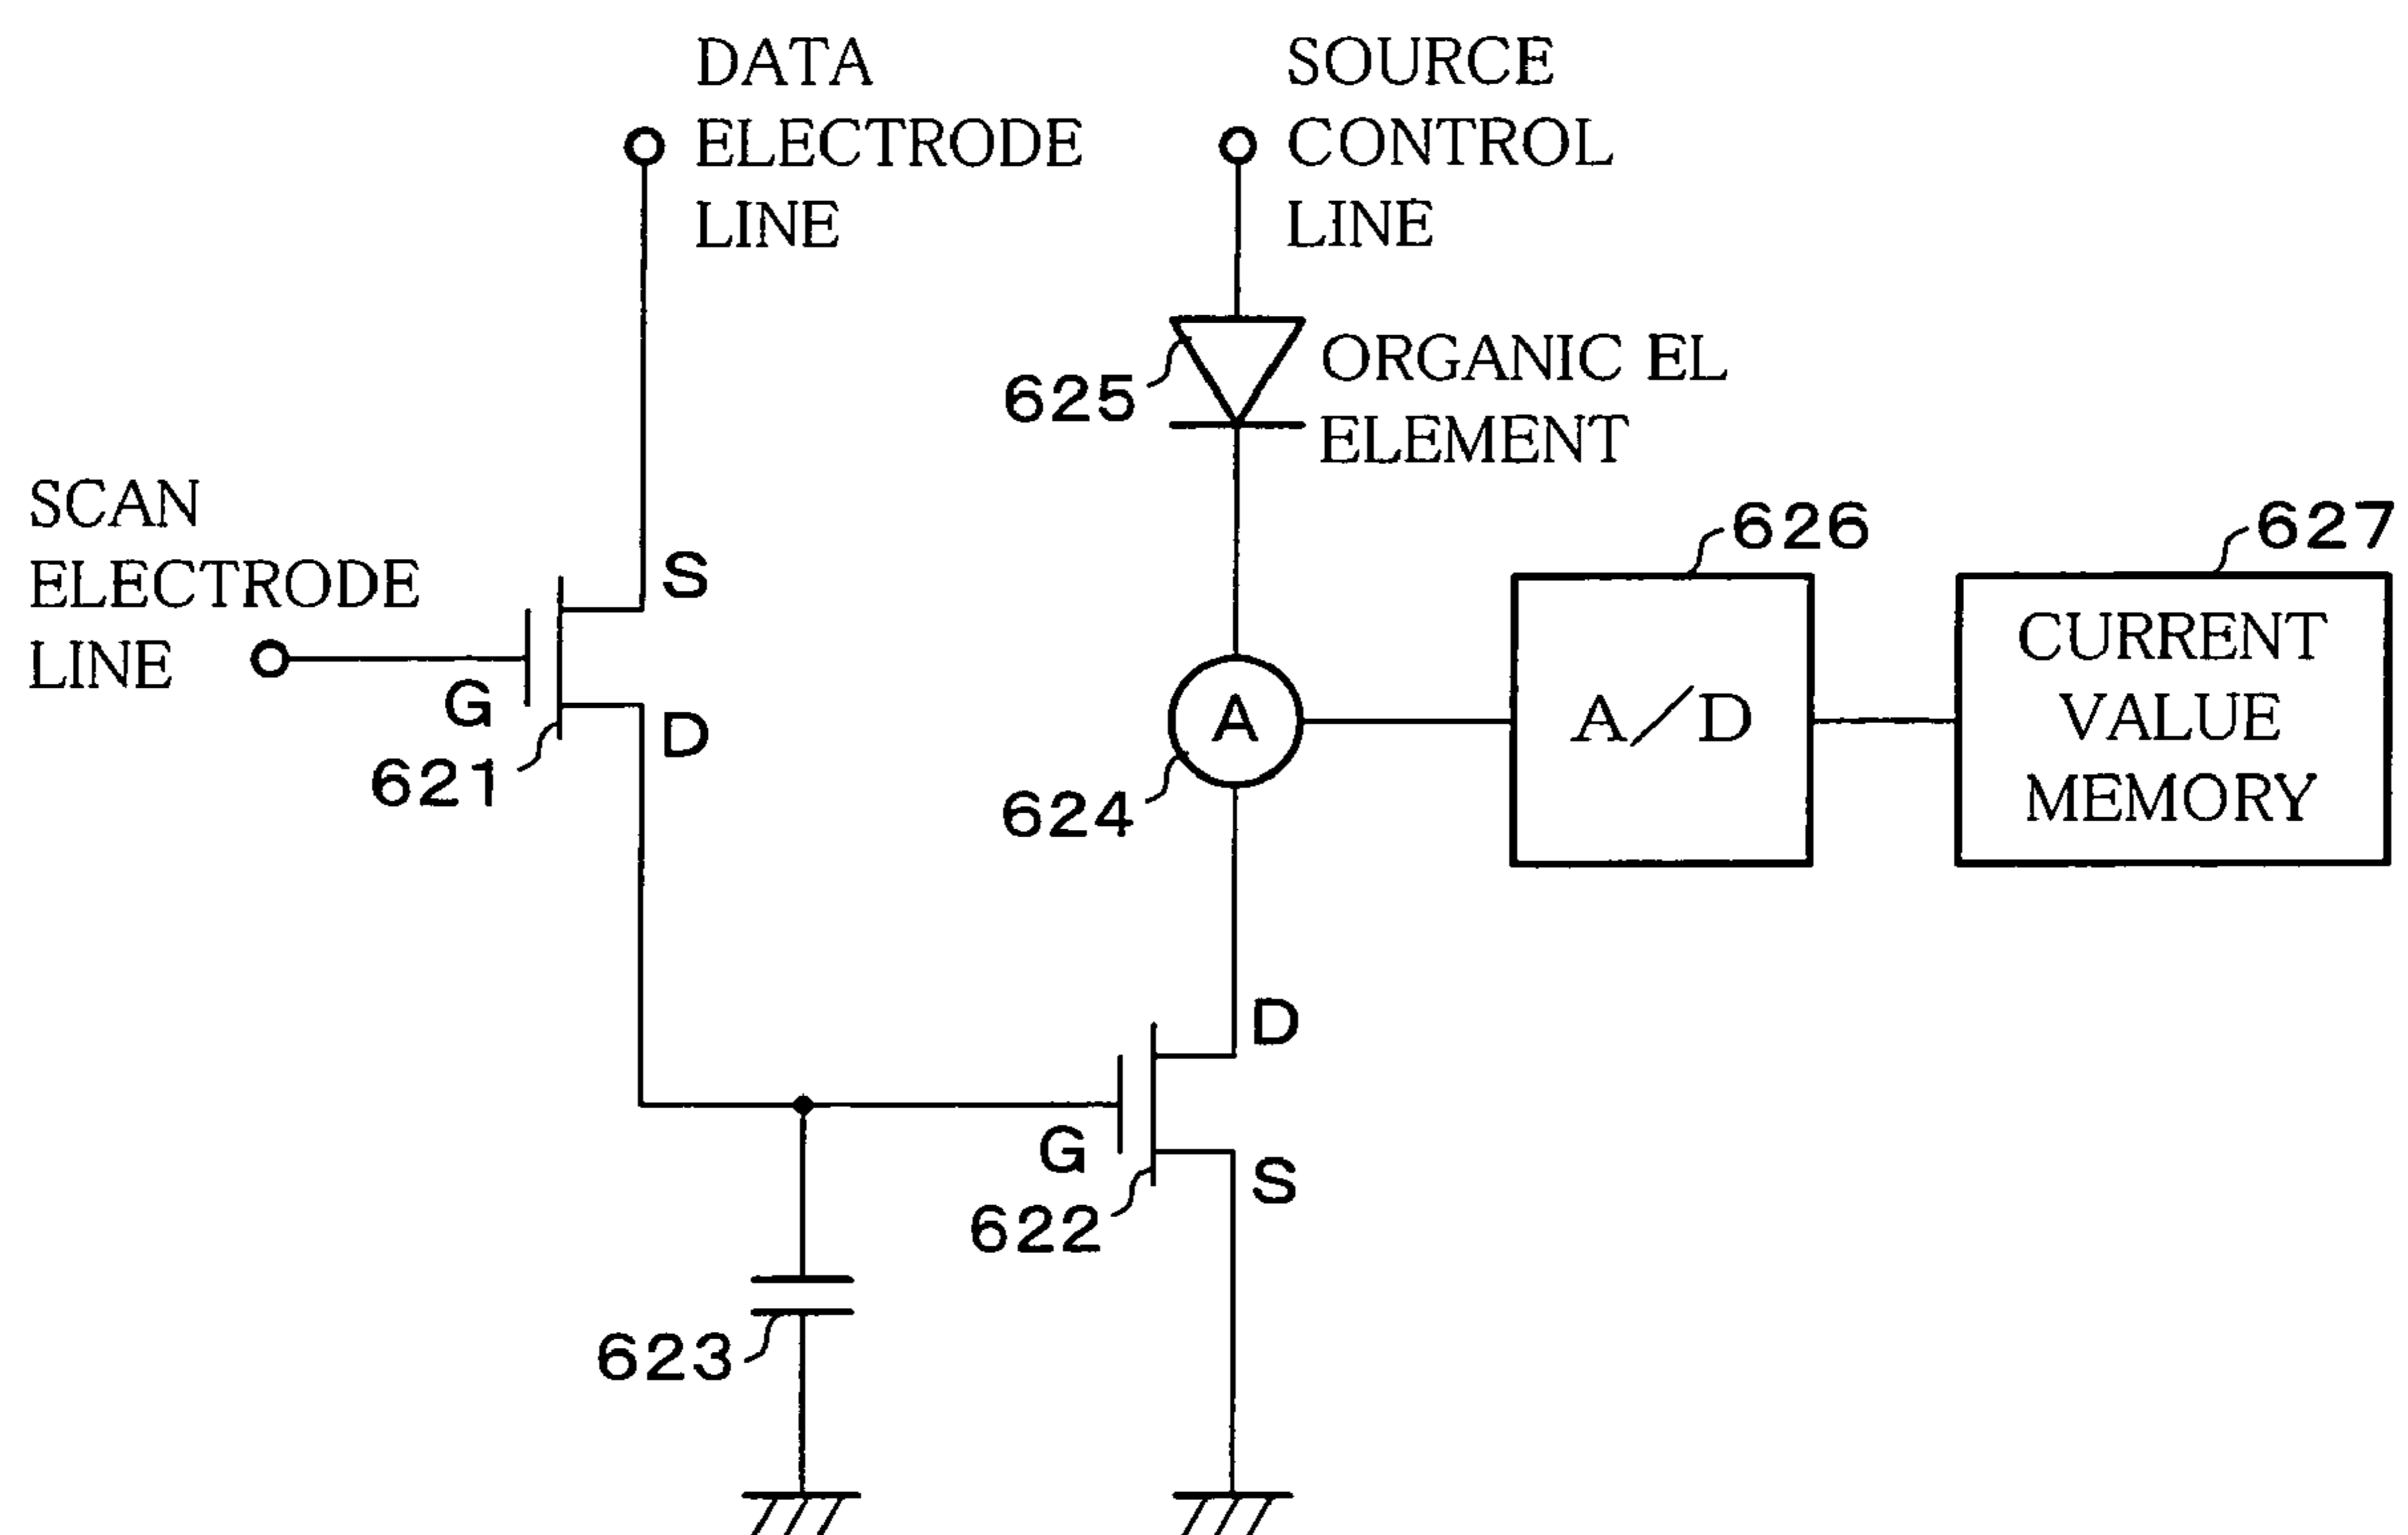 DATA
ELECTRODE
LINE
SOURCE
CONTROL
LINE
625
ORGANIC EL
ELEMENT
SCAN
ELECTRODE
LINE
S
G
D
621
A
624
626
A/D
627
CURRENT
VALUE
MEMORY
D
G
S
622
623